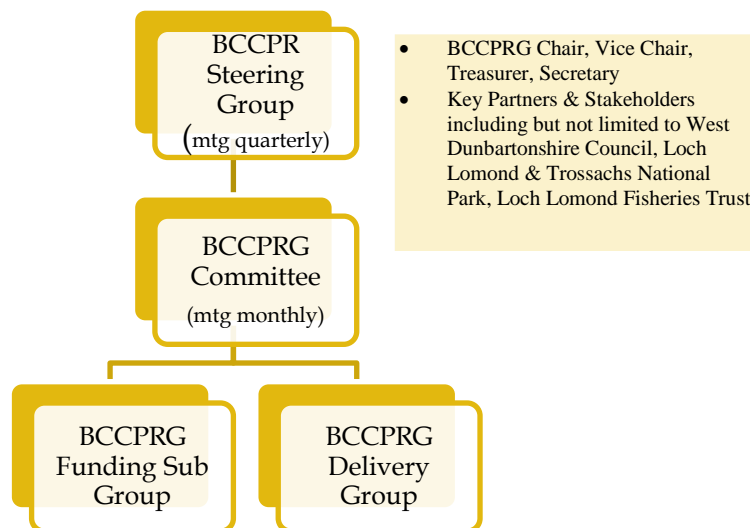 BCCPR
Steering
Group
(mtg quarterly)
• BCCPRG Chair, Vice Chair,
Treasurer, Secretary
• Key Partners & Stakeholders
including but not limited to West
Dunbartonshire Council, Loch
Lomond & Trossachs National
Park, Loch Lomond Fisheries Trust
BCCPRG
Committee
(mtg monthly)
BCCPRG
Funding Sub
Group
BCCPRG
Delivery
Group